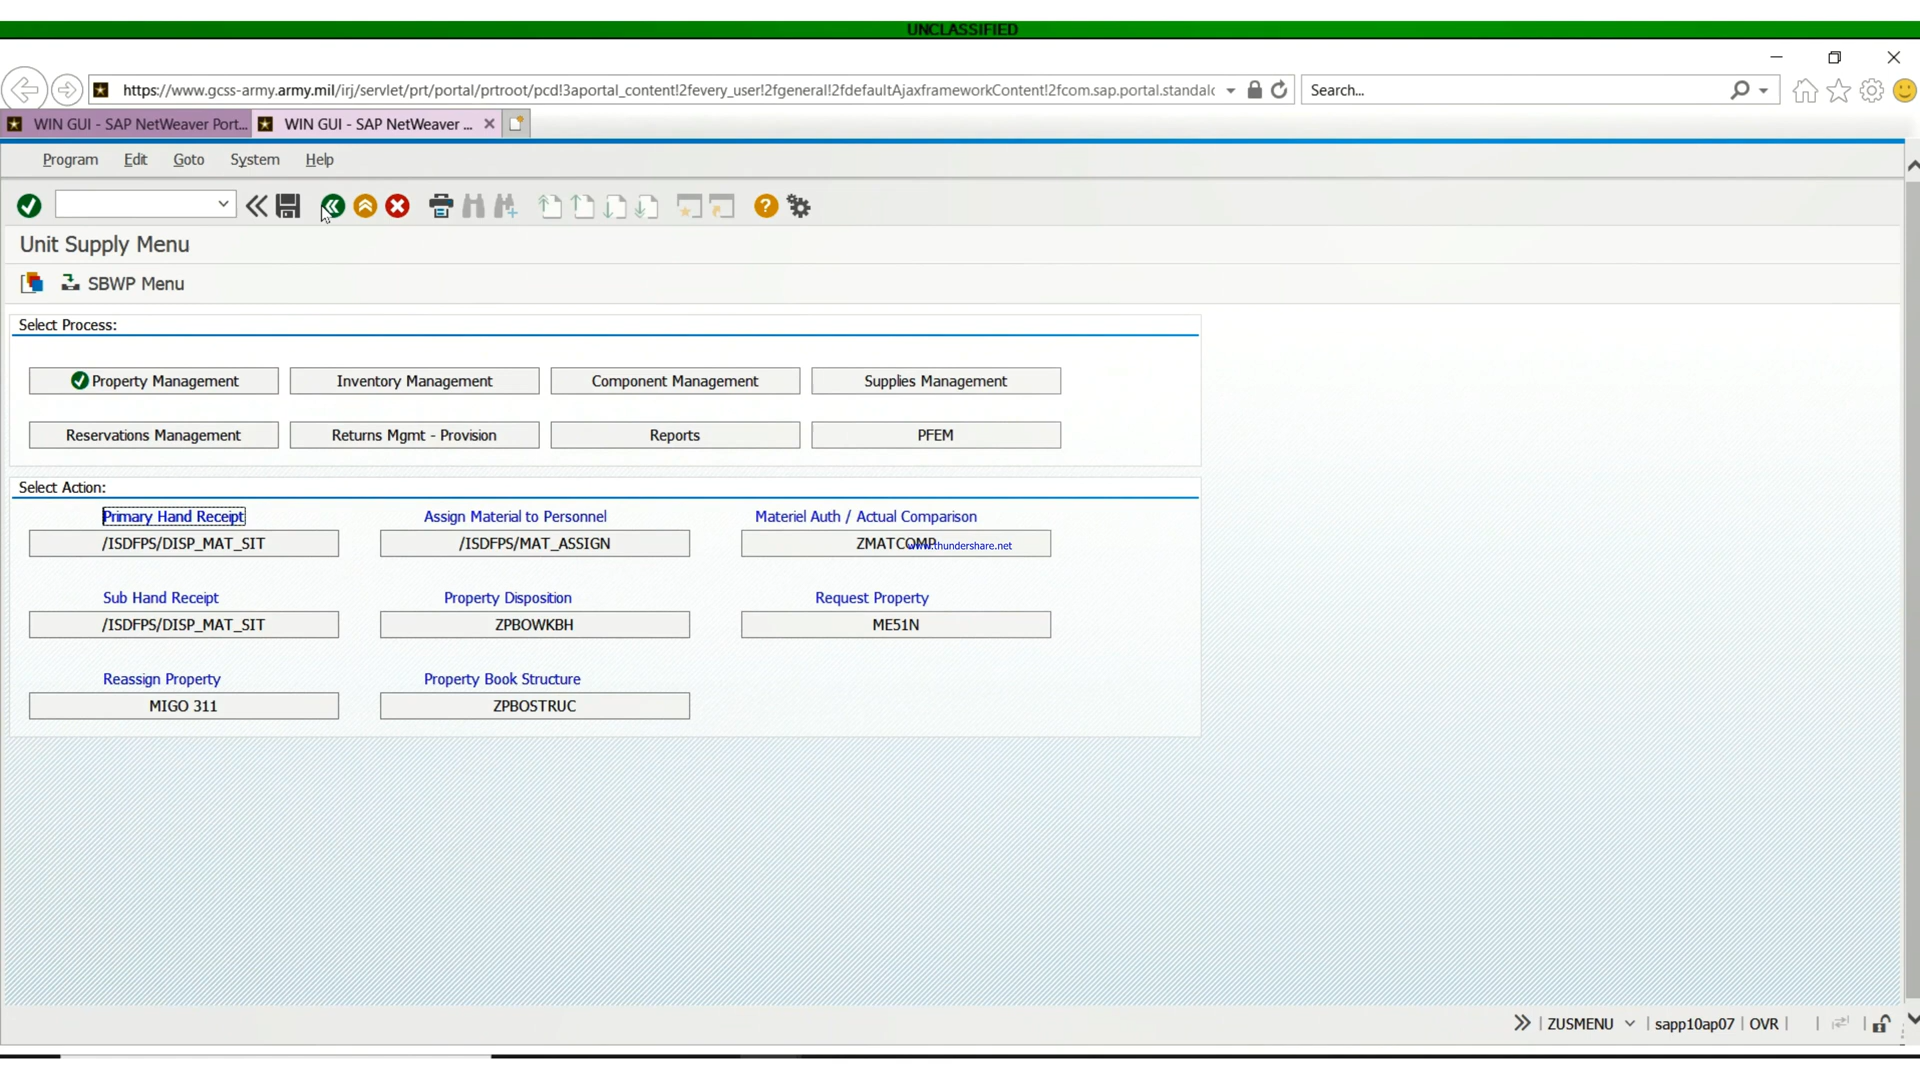 UNCLASSIFIED
https://www.gcss-army.army.mil/irj/servlet/prt/portal/prtroot/pcd!3aportal_content!2fevery_user!2fgeneral!2fdefaultAjaxframeworkContent!2fcom.sap.portal.standalc
Search...
WIN GUI - SAP NetWeaver Port...
WIN GUI - SAP NetWeaver ...
Program Edit Goto System Help
Unit Supply Menu
SBWP Menu
Select Process:
Property Management Inventory Management Component Management Supplies Management
Reservations Management Returns Mgmt - Provision Reports PFEM
Select Action:
Primary Hand Receipt Assign Material to Personnel Materiel Auth / Actual Comparison
/ISDFPS/DISP_MAT_SIT /ISDFPS/MAT_ASSIGN ZMATCOMP
www.thundershare.net
Sub Hand Receipt Property Disposition Request Property
/ISDFPS/DISP_MAT_SIT ZPBOWKBH ME51N
Reassign Property Property Book Structure
MIGO 311 ZPBOSTRUC
ZUSMENU sapp10ap07 OVR